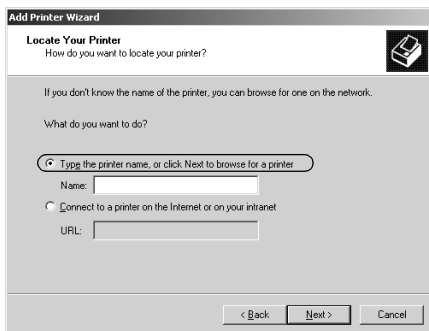 Add Printer Wizard
Locate Your Printer
How do you want to locate your printer?
If you don't know the name of the printer, you can browse for one on the network.
What do you want to do?
Type the printer name, or click Next to browse for a printer
Name:
Connect to a printer on the Internet or on your intranet
URL:
< Back
Next >
Cancel